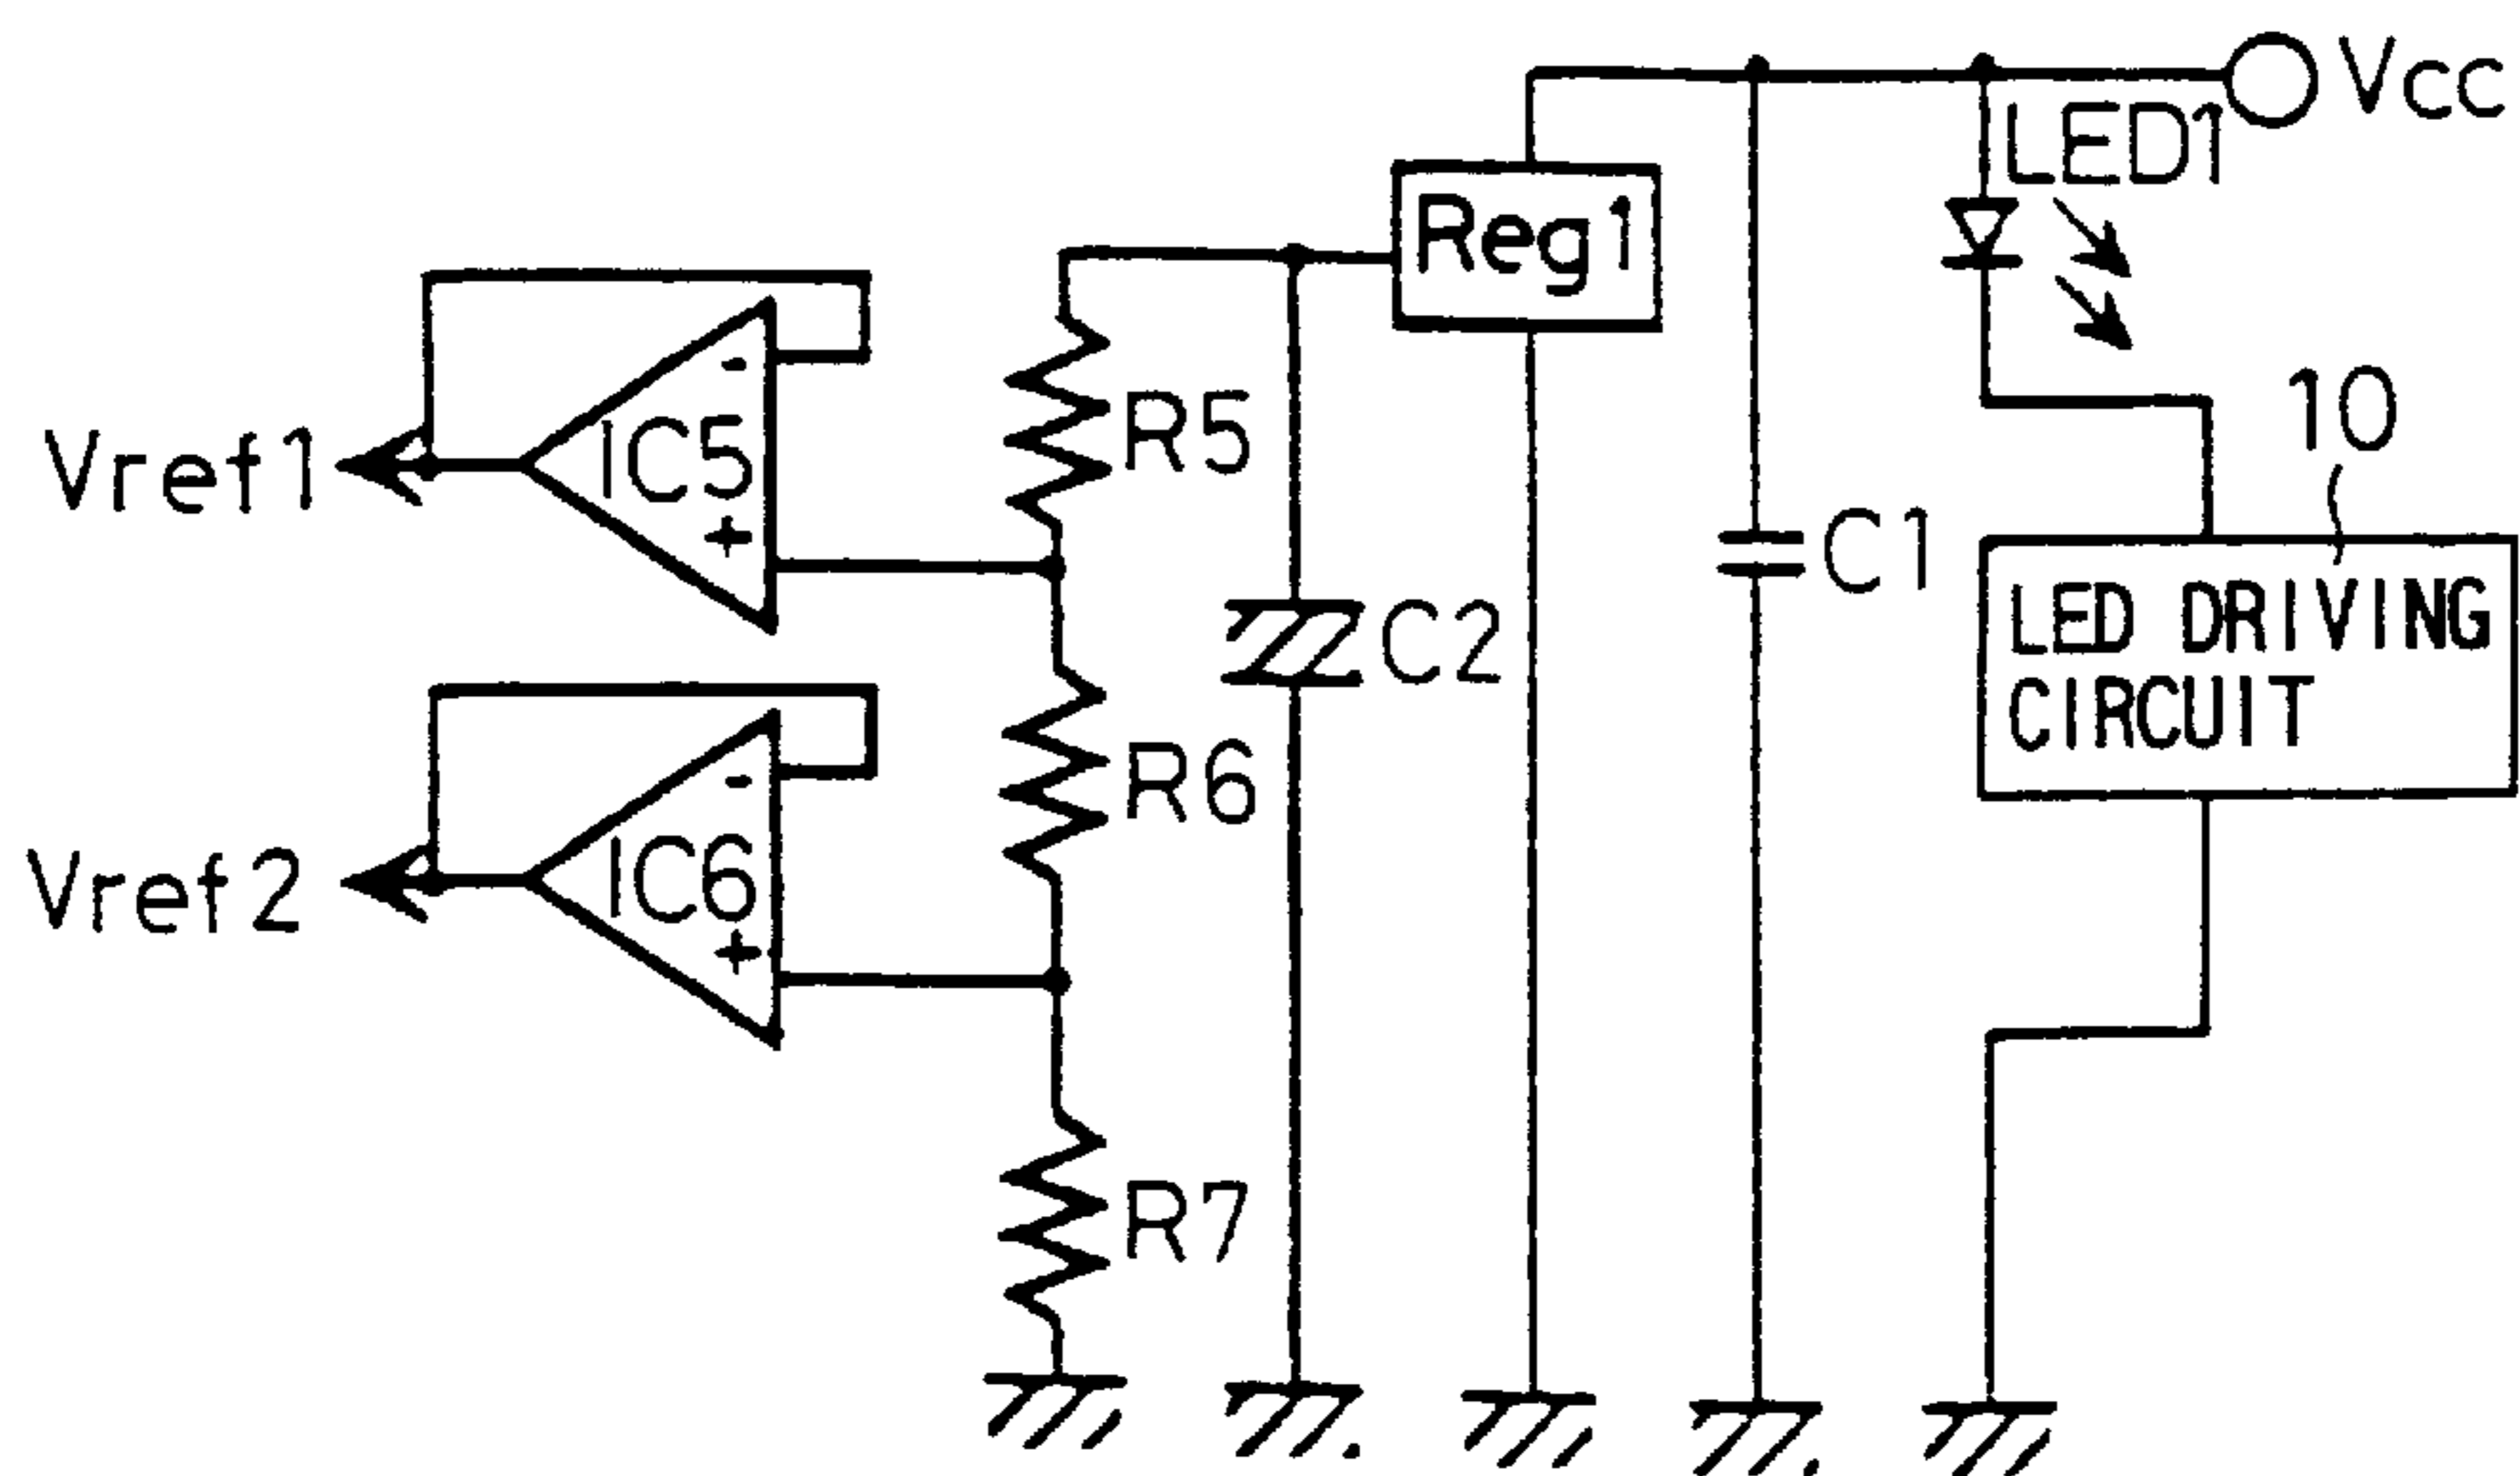 Vcc
LED1
Reg1
10
Vref1
-
IC5
+
R5
C1
LED DRIVING
CIRCUIT
C2
Vref2
-
IC6
+
R6
R7